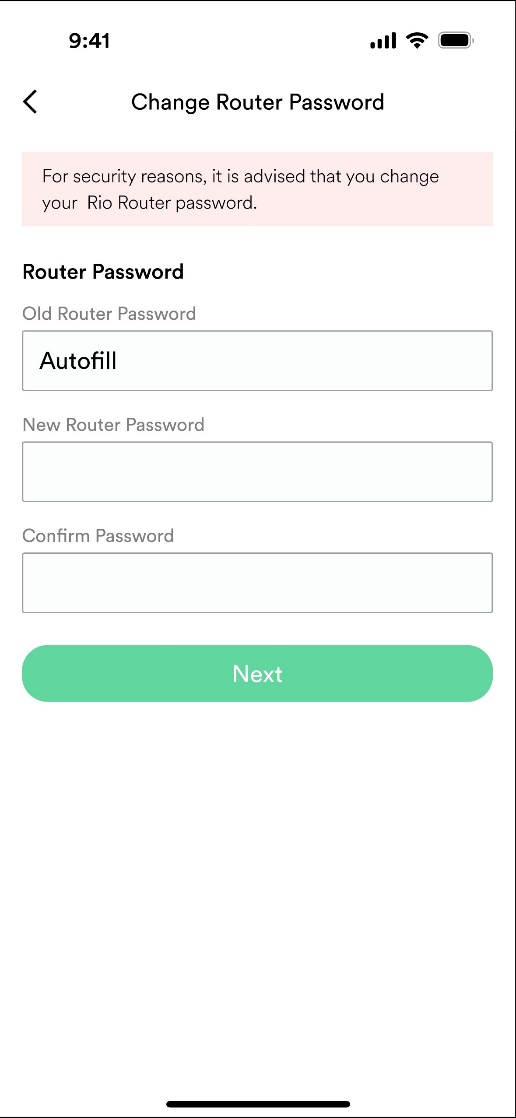 9:41
Change Router Password
For security reasons, it is advised that you change
your  Rio Router password.
Router Password
Old Router Password
Autofill
New Router Password
Confirm Password
Next